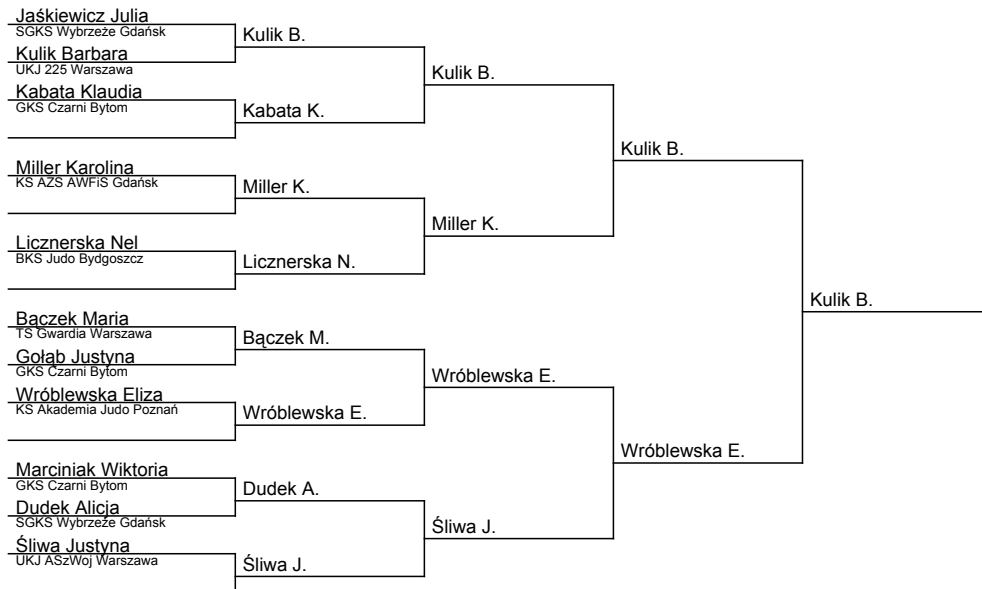 Jaśkiewicz Julia
SGKS Wybrzeże Gdańsk
Kulik Barbara
UKJ 225 Warszawa
Kabata Klaudia
GKS Czarni Bytom
Miller Karolina
KS AZS AWFiS Gdańsk
Licznerska Nel
BKS Judo Bydgoszcz
Bączek Maria
TS Gwardia Warszawa
Gołąb Justyna
GKS Czarni Bytom
Wróblewska Eliza
KS Akademia Judo Poznań
Marciniak Wiktoria
GKS Czarni Bytom
Dudek Alicja
SGKS Wybrzeże Gdańsk
Śliwa Justyna
UKJ ASzWoj Warszawa
Kulik B.
Kabata K.
Miller K.
Licznerska N.
Bączek M.
Wróblewska E.
Dudek A.
Śliwa J.
Kulik B.
Miller K.
Wróblewska E.
Śliwa J.
Kulik B.
Wróblewska E.
Kulik B.